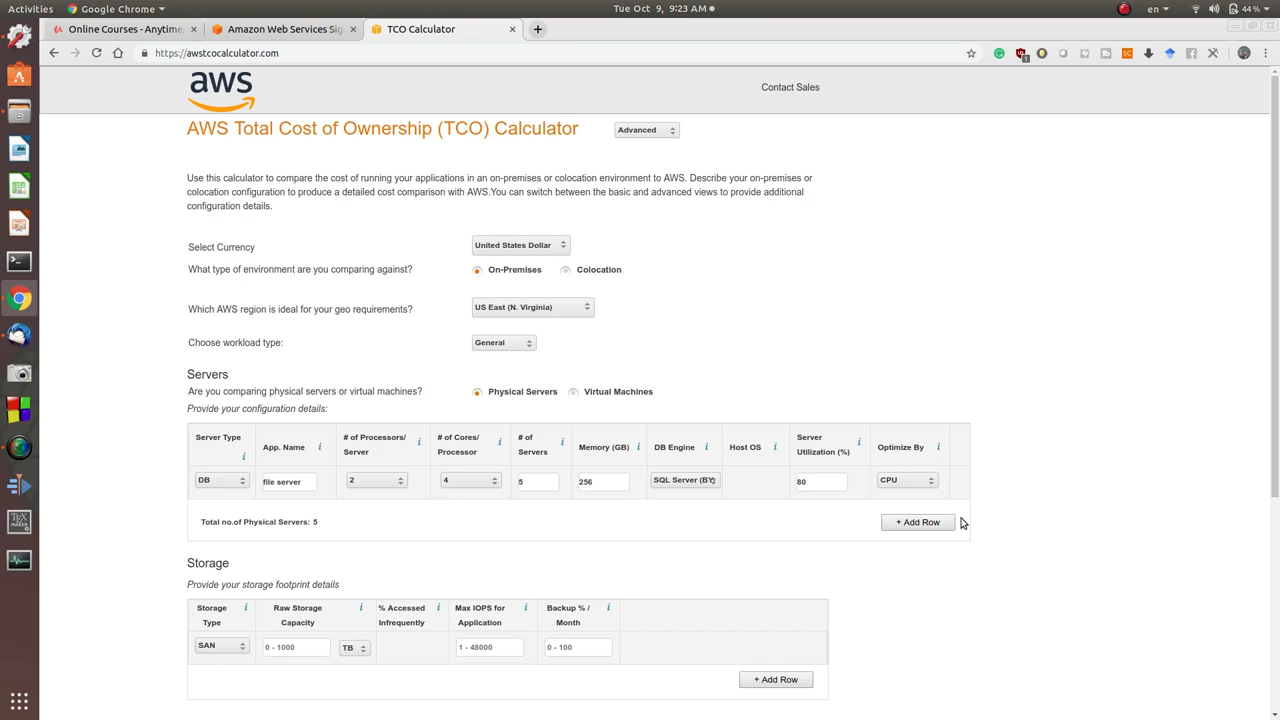 Activities Google Chrome Tue Oct 9, 9:23 AM en 44%
Online Courses - Anytime, Amazon Web Services Sig TCO Calculator
https://awstcocalculator.com
aws
Contact Sales
AWS Total Cost of Ownership (TCO) Calculator Advanced
Use this calculator to compare the cost of running your applications in an on-premises or colocation environment to AWS. Describe your on-premises or
colocation configuration to produce a detailed cost comparison with AWS.You can switch between the basic and advanced views to provide additional
configuration details.
Select Currency United States Dollar
What type of environment are you comparing against? On-Premises Colocation
Which AWS region is ideal for your geo requirements? US East (N. Virginia)
Choose workload type: General
Servers
Are you comparing physical servers or virtual machines? Physical Servers Virtual Machines
Provide your configuration details:
Server Type App. Name # of Processors/ Server # of Cores/ Processor # of Servers Memory (GB) DB Engine Host OS Server Utilization (%) Optimize By
DB file server 2 4 5 256 SQL Server (BY 80 CPU
Total no.of Physical Servers: 5 + Add Row
Storage
Provide your storage footprint details
Storage Type Raw Storage Capacity % Accessed Infrequently Max IOPS for Application Backup % / Month
SAN 0 - 1000 TB 1 - 48000 0 - 100
+ Add Row